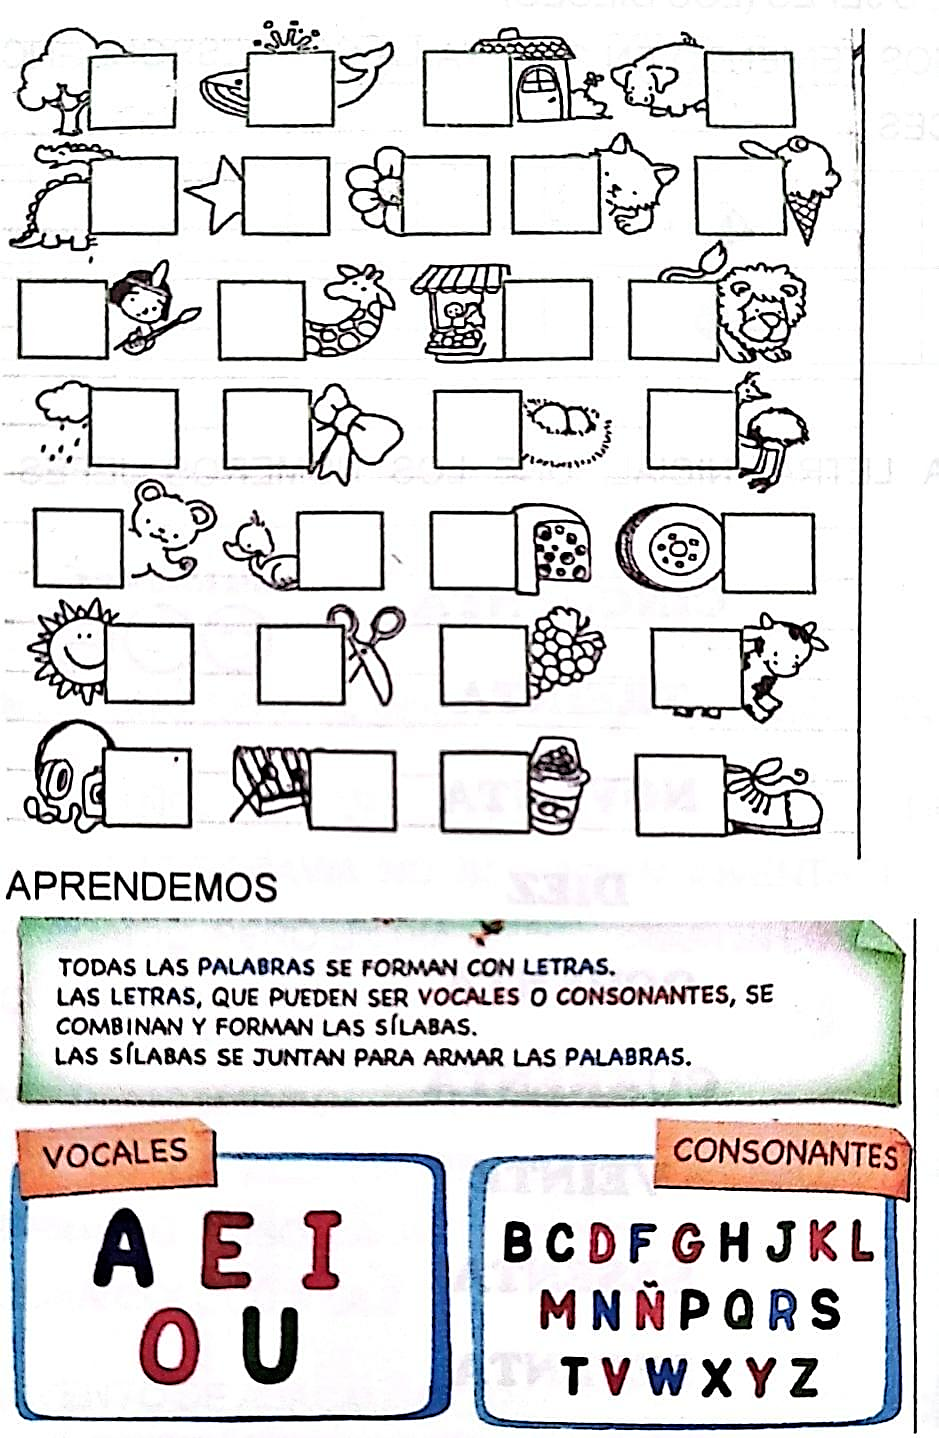 APRENDEMOS
TODAS LAS PALABRAS SE FORMAN CON LETRAS.
LAS LETRAS, QUE PUEDEN SER VOCALES O CONSONANTES, SE
COMBINAN Y FORMAN LAS SÍLABAS.
LAS SÍLABAS SE JUNTAN PARA ARMAR LAS PALABRAS.
VOCALES
A E I
O U
CONSONANTES
B C D F G H J K L
M N Ñ P Q R S
T V W X Y Z